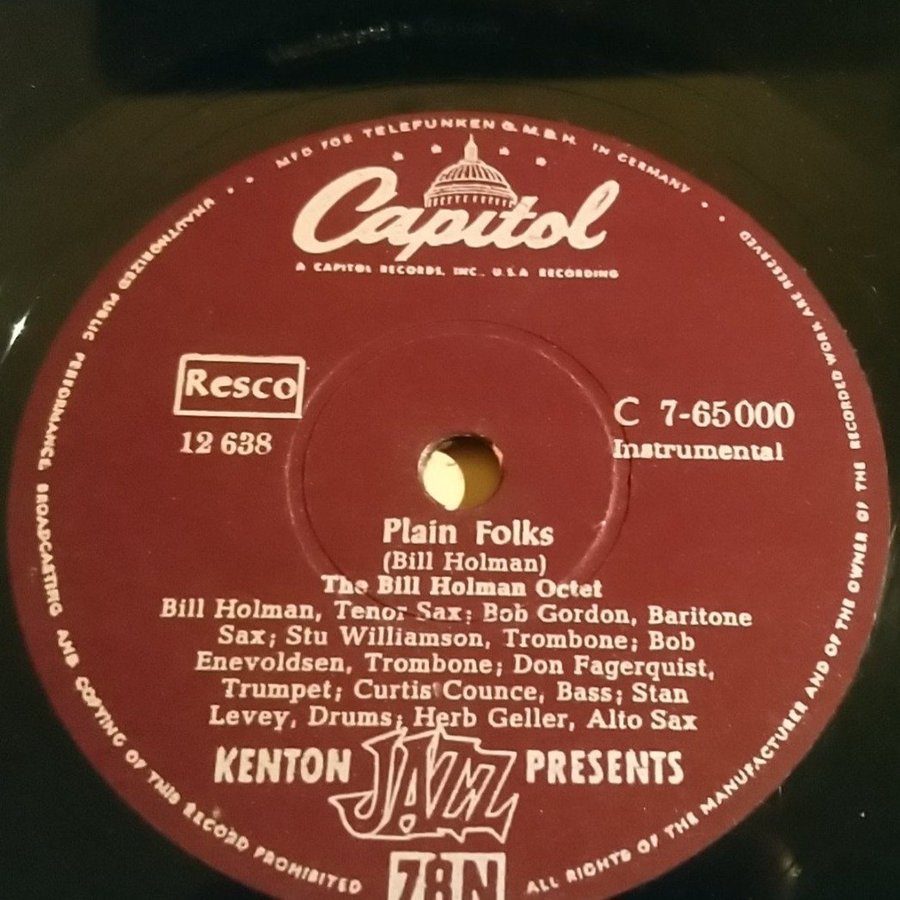 MFD FOR TELEFUNKEN G.M.B.H. IN GERMANY
Capitol
A CAPITOL RECORDS, INC., U.S.A RECORDING
Resco
12 638
C 7-65000
Instrumental
Plain Folks
(Bill Holman)
The Bill Holman Octet
Bill Holman, Tenor Sax; Bob Gordon, Baritone
Sax; Stu Williamson, Trombone; Bob
Enevoldsen, Trombone; Don Fagerquist,
Trumpet; Curtis Counce, Bass; Stan
Levey, Drums; Herb Geller, Alto Sax
KENTON JAZZ PRESENTS
78N
ALL RIGHTS OF THE MANUFACTURER AND OF THE OWNER OF THE RECORDED WORK ARE RESERVED
UNAUTHORIZED PUBLIC PERFORMANCE BROADCASTING AND COPYING OF THIS RECORD PROHIBITED